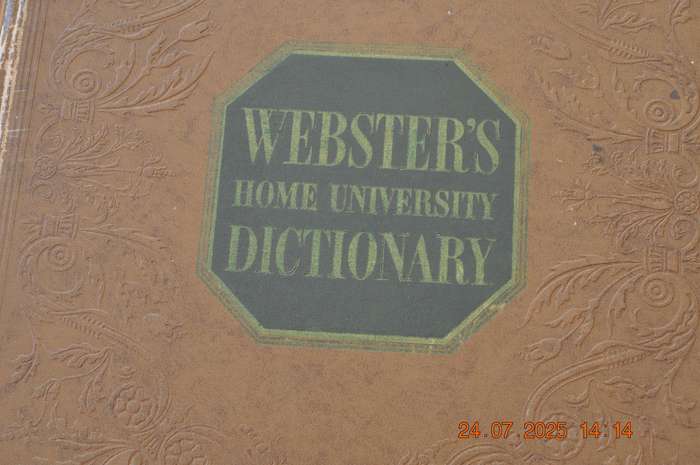 WEBSTER'S
HOME UNIVERSITY
DICTIONARY
24.07.2025 14:14